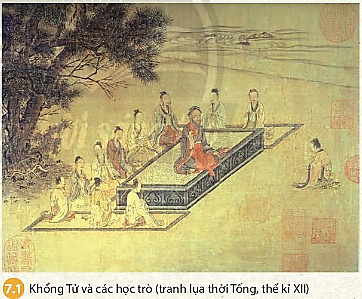 7.1 Khổng Tử và các học trò (tranh lụa thời Tống, thế kỉ XII)